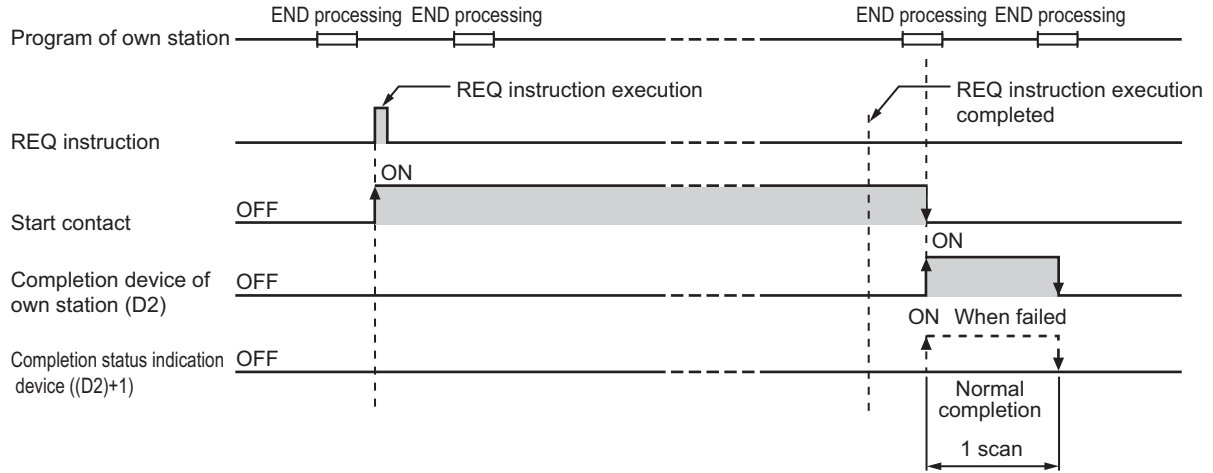 END processing END processing END processing END processing
Program of own station
REQ instruction execution
REQ instruction execution
completed
REQ instruction
ON
Start contact OFF
ON
Completion device of
own station (D2)
OFF
ON When failed
Completion status indication
device ((D2)+1)
OFF
Normal
completion
1 scan